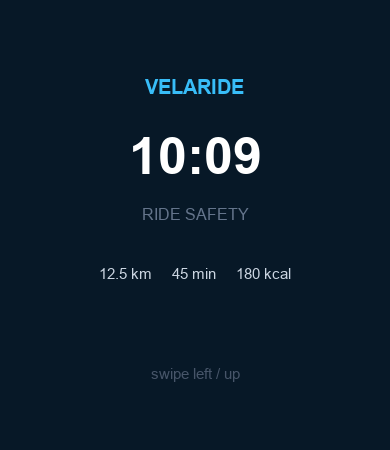 VELARIDE
10:09
RIDE SAFETY
12.5 km 45 min 180 kcal
swipe left / up